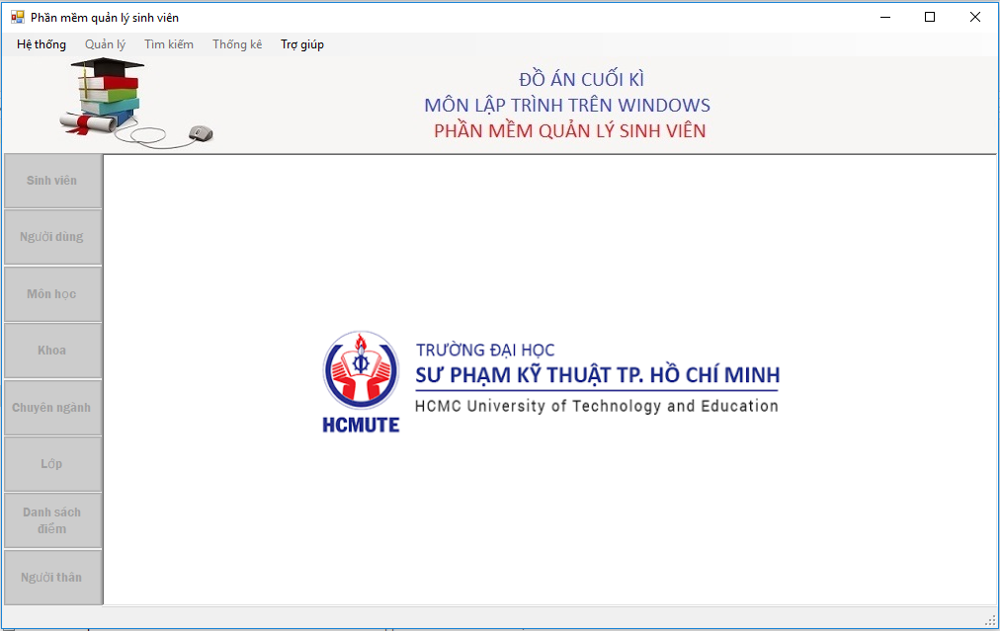 Phần mềm quản lý sinh viên
Hệ thống Quản lý Tìm kiếm Thống kê Trợ giúp
ĐỒ ÁN CUỐI KÌ
MÔN LẬP TRÌNH TRÊN WINDOWS
PHẦN MỀM QUẢN LÝ SINH VIÊN
Sinh viên
Người dùng
Môn học
Khoa
Chuyên ngành
Lớp
Danh sách
điểm
Người thân
TRƯỜNG ĐẠI HỌC
SƯ PHẠM KỸ THUẬT TP. HỒ CHÍ MINH
HCMC University of Technology and Education
HCMUTE